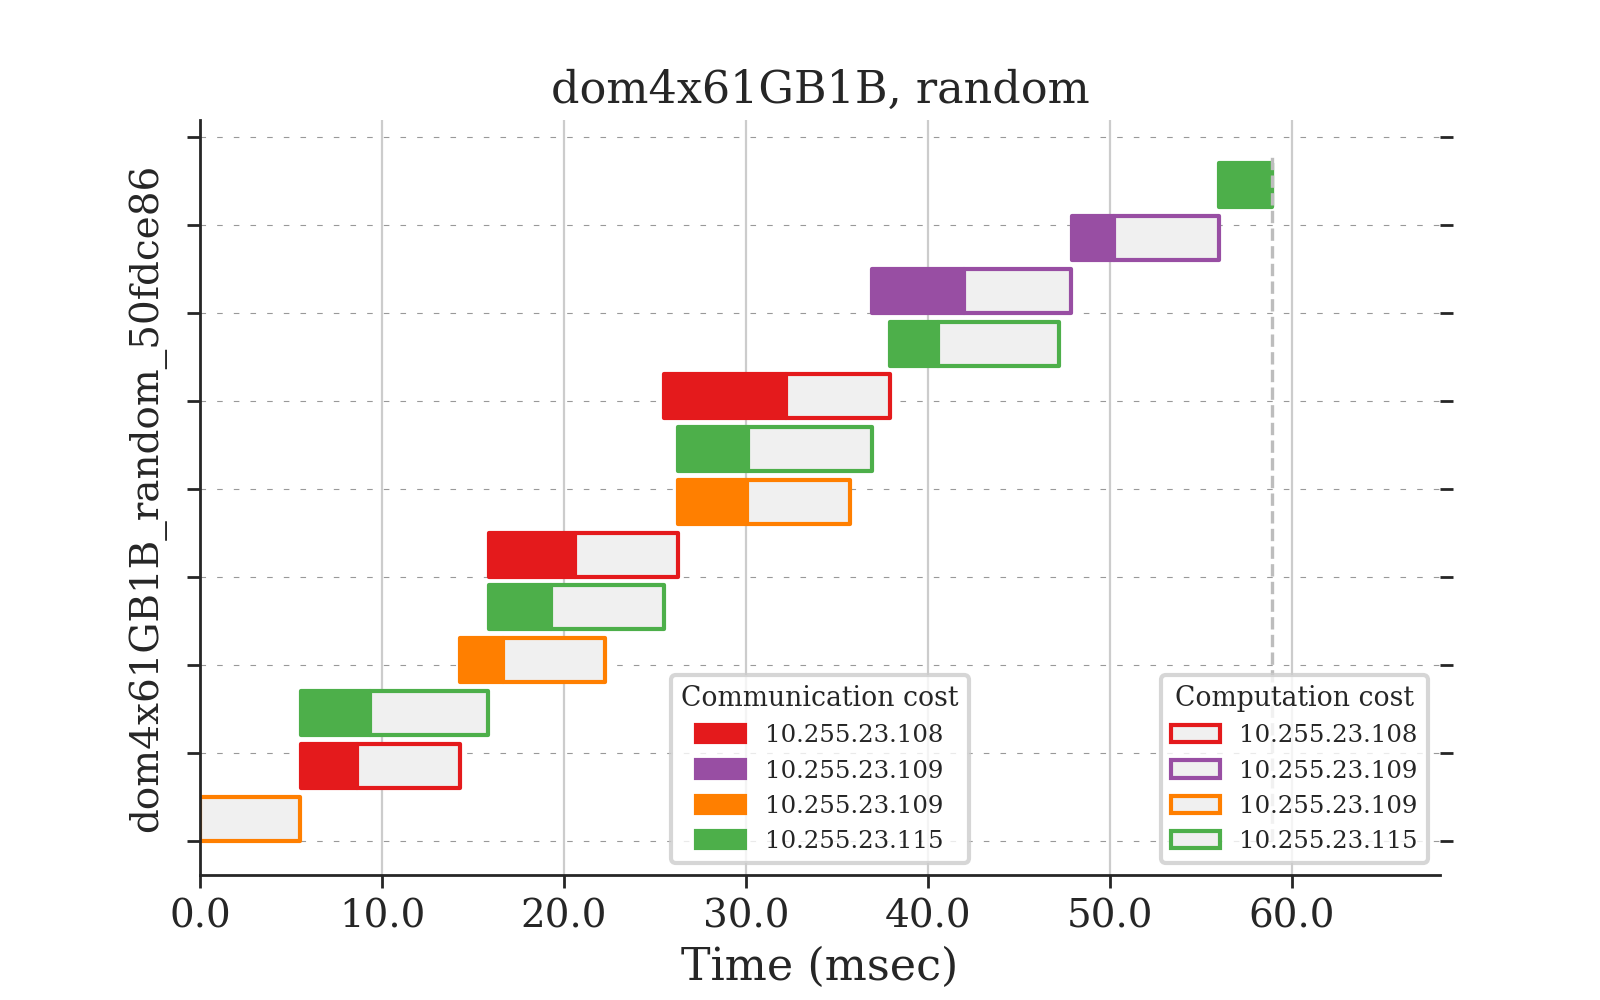 dom4x61GB1B, random
dom4x61GB1B_random_50fdce86
Communication cost
10.255.23.108
10.255.23.109
10.255.23.109
10.255.23.115
Computation cost
10.255.23.108
10.255.23.109
10.255.23.109
10.255.23.115
0.0 10.0 20.0 30.0 40.0 50.0 60.0
Time (msec)